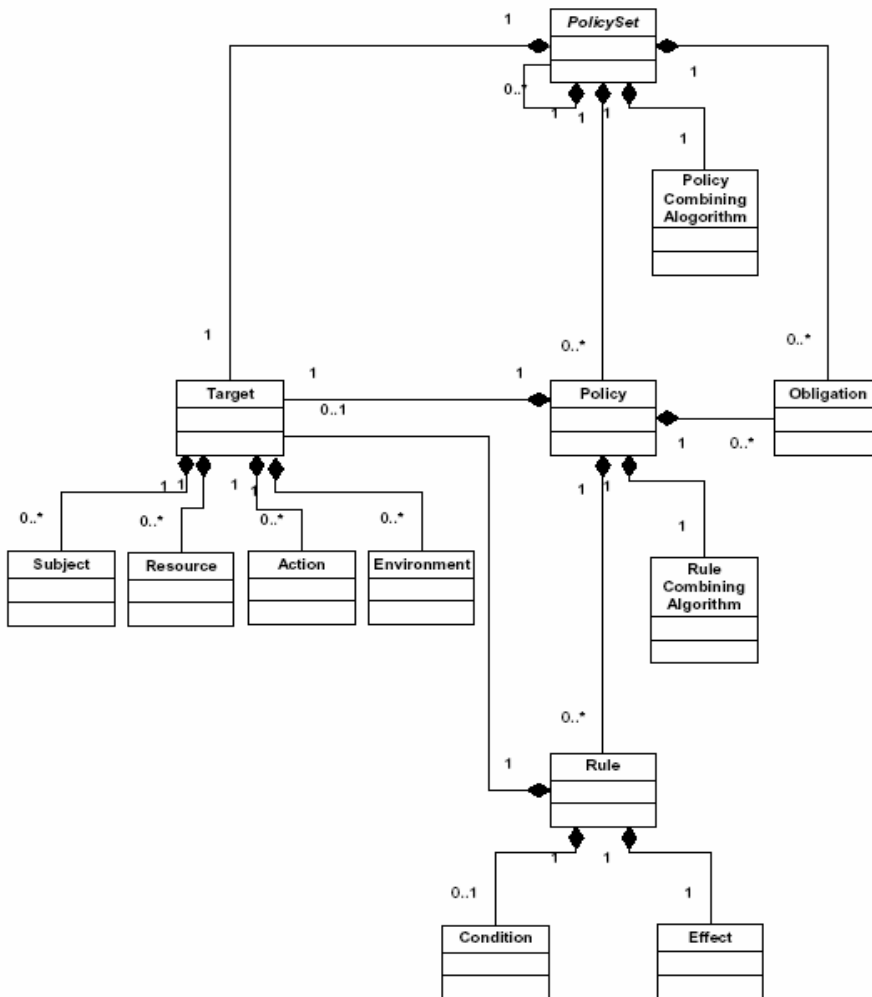 1
PolicySet
1
0..*
1
1
1
1
Policy
Combining
Alogorithm
1
0..*
0..*
Target
1
1
Policy
Obligation
0..1
1
0..*
1
1
1
1
1
1
0..*
0..*
0..*
0..*
1
Subject
Resource
Action
Environment
Rule
Combining
Algorithm
0..*
1
Rule
1
1
0..1
1
Condition
Effect